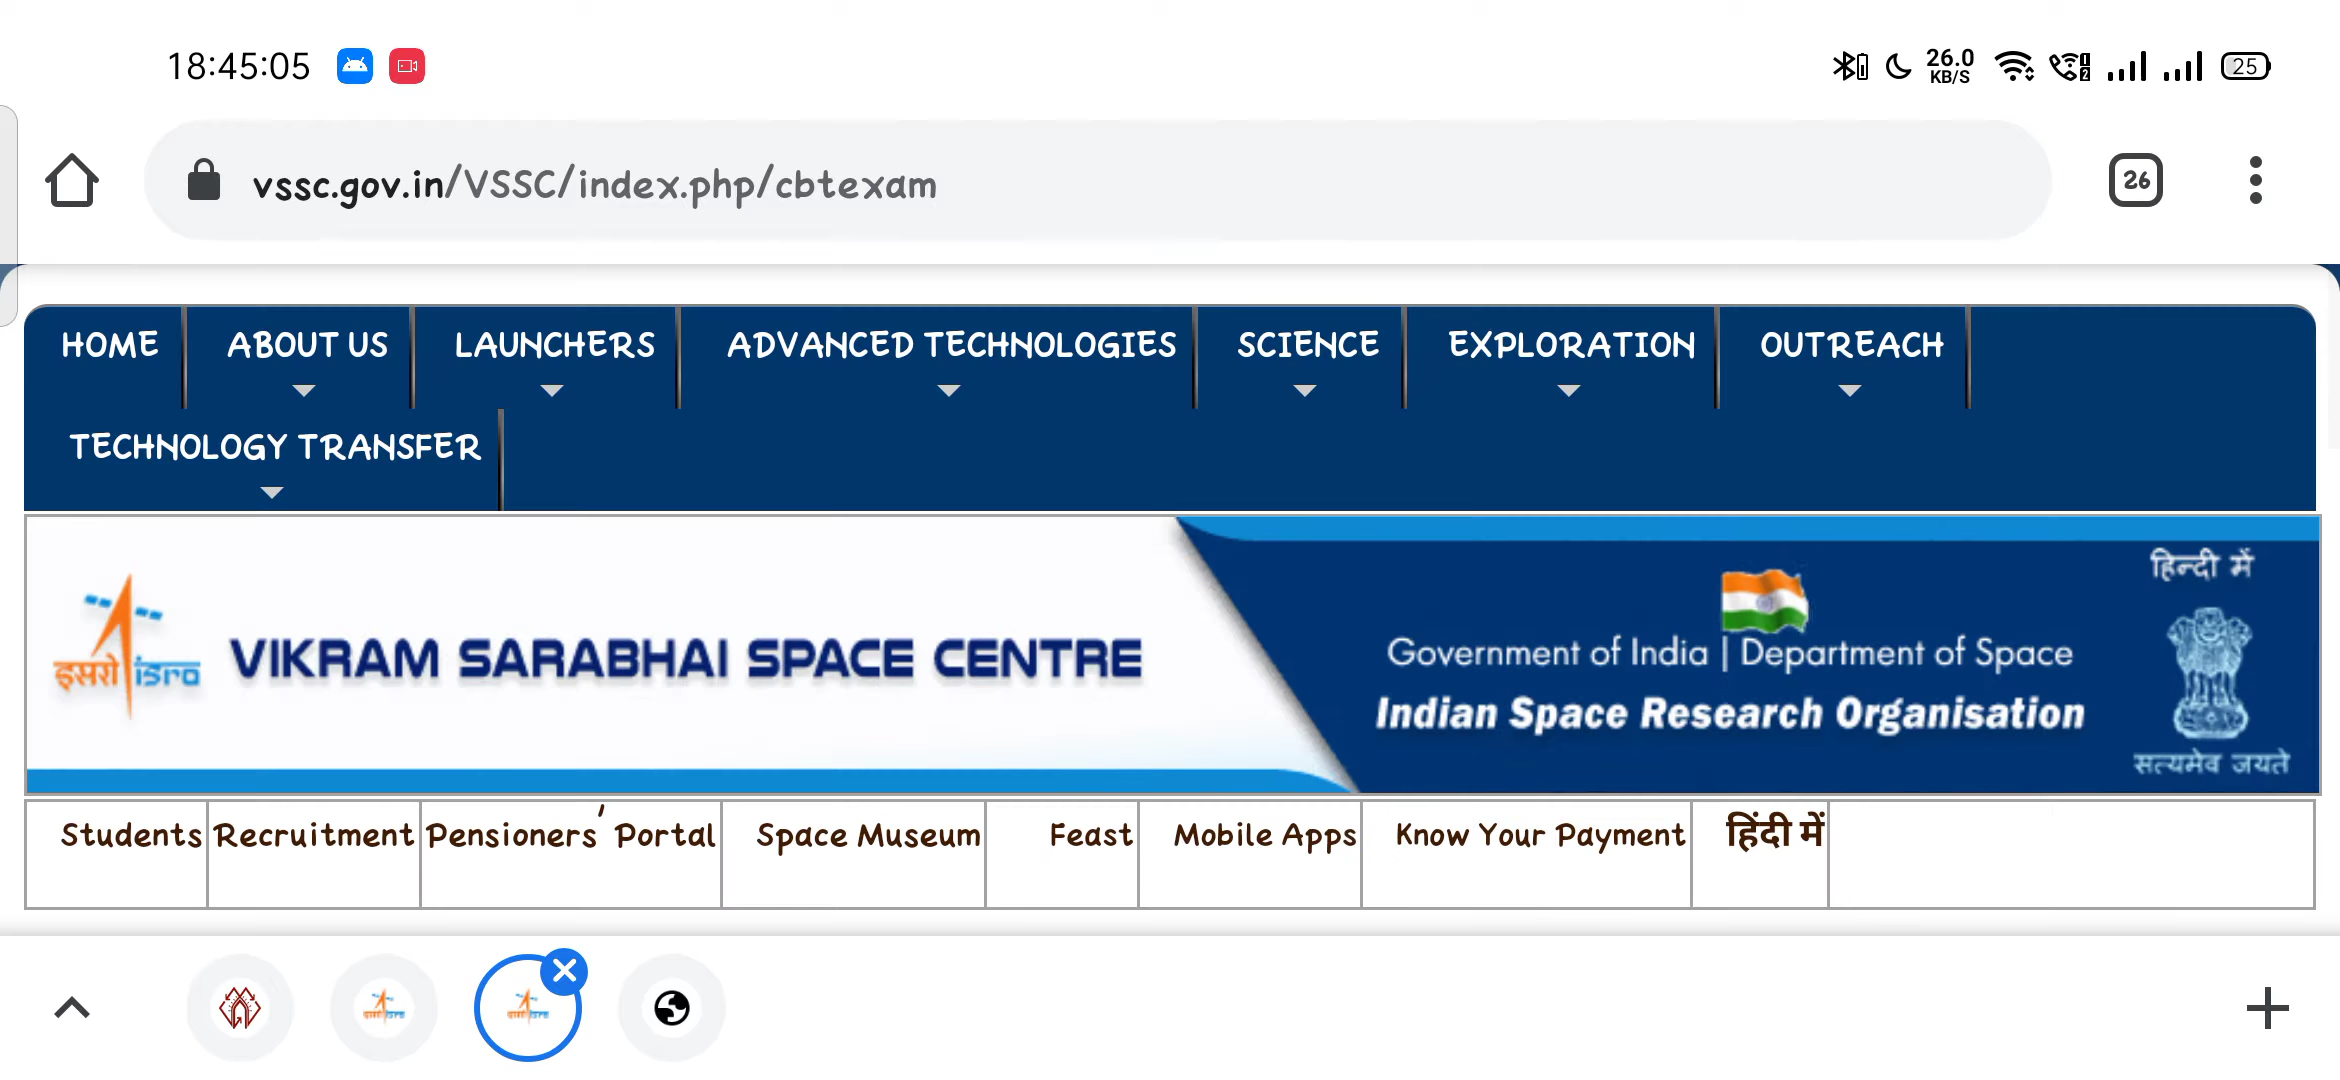 18:45:05 26.0 KB/S 25
vssc.gov.in/VSSC/index.php/cbtexam 26
HOME ABOUT US LAUNCHERS ADVANCED TECHNOLOGIES SCIENCE EXPLORATION OUTREACH
TECHNOLOGY TRANSFER
हिन्दी में
इसरो isro VIKRAM SARABHAI SPACE CENTRE
Government of India | Department of Space
Indian Space Research Organisation
सत्यमेव जयते
Students Recruitment Pensioners' Portal Space Museum Feast Mobile Apps Know Your Payment हिंदी में